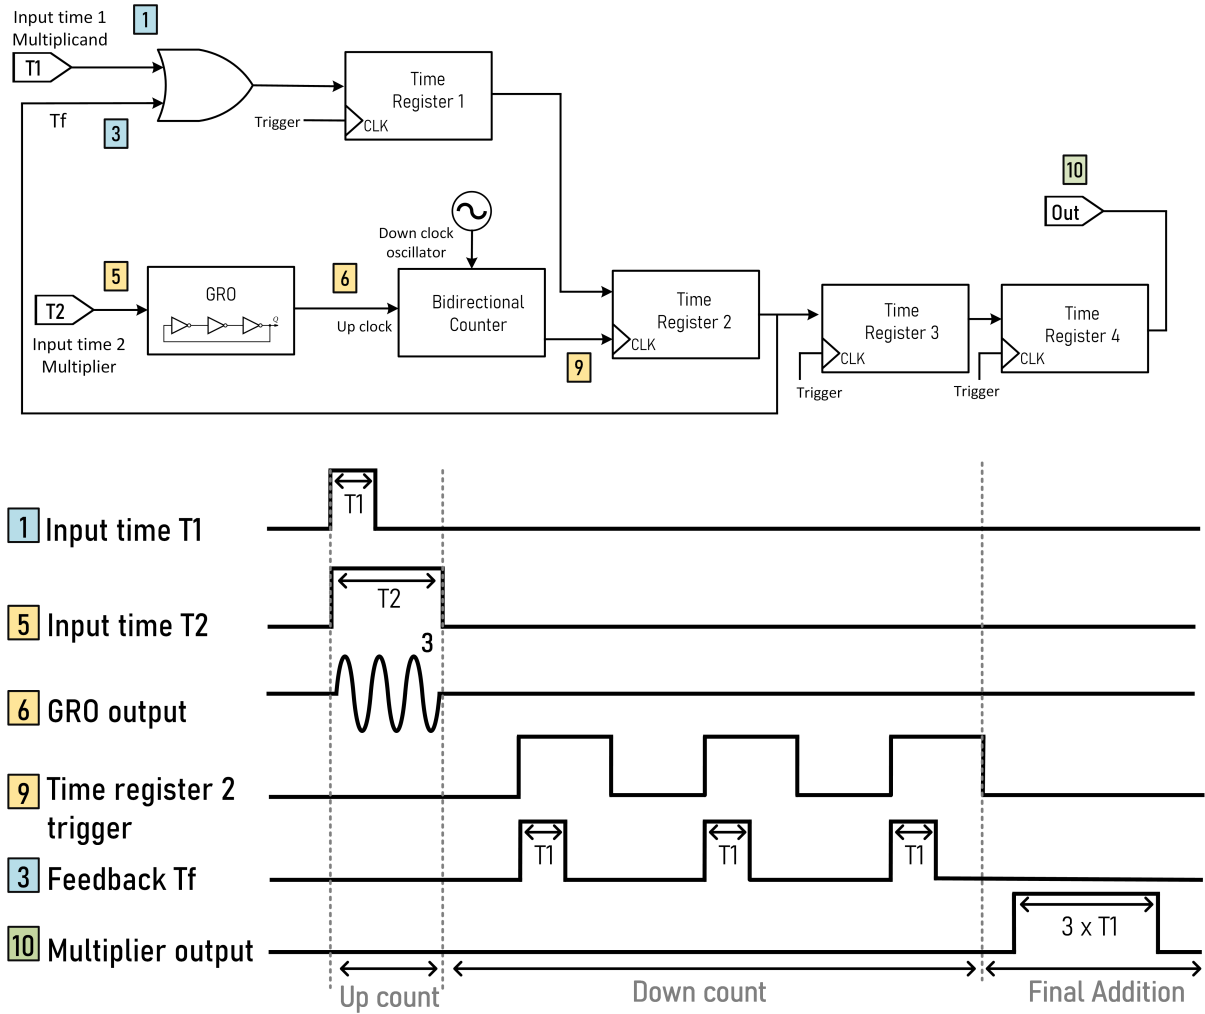 Input time 1
Multiplicand
1
T1
Tf
3
Time
Register 1
Trigger
CLK
Down clock
oscillator
5
T2
Input time 2
Multiplier
GRO
Q
6
Up clock
Bidirectional
Counter
9
Time
Register 2
CLK
Time
Register 3
CLK
Trigger
Time
Register 4
CLK
Trigger
10
Out
1 Input time T1
T1
5 Input time T2
T2
3
6 GRO output
9 Time register 2
trigger
3 Feedback Tf
T1
T1
T1
10 Multiplier output
3 x T1
Up count
Down count
Final Addition